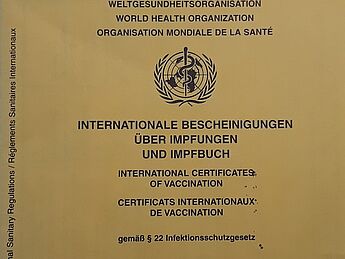 WELTGESUNDHEITSORGANISATION
WORLD HEALTH ORGANIZATION
ORGANISATION MONDIALE DE LA SANTÉ
INTERNATIONALE BESCHEINIGUNGEN
ÜBER IMPFUNGEN
UND IMPFBUCH
INTERNATIONAL CERTIFICATES
OF VACCINATION
CERTIFICATS INTERNATIONAUX
DE VACCINATION
gemäß § 22 Infektionsschutzgesetz
nal Sanitary Regulations / Réglements Sanitaires Internationaux